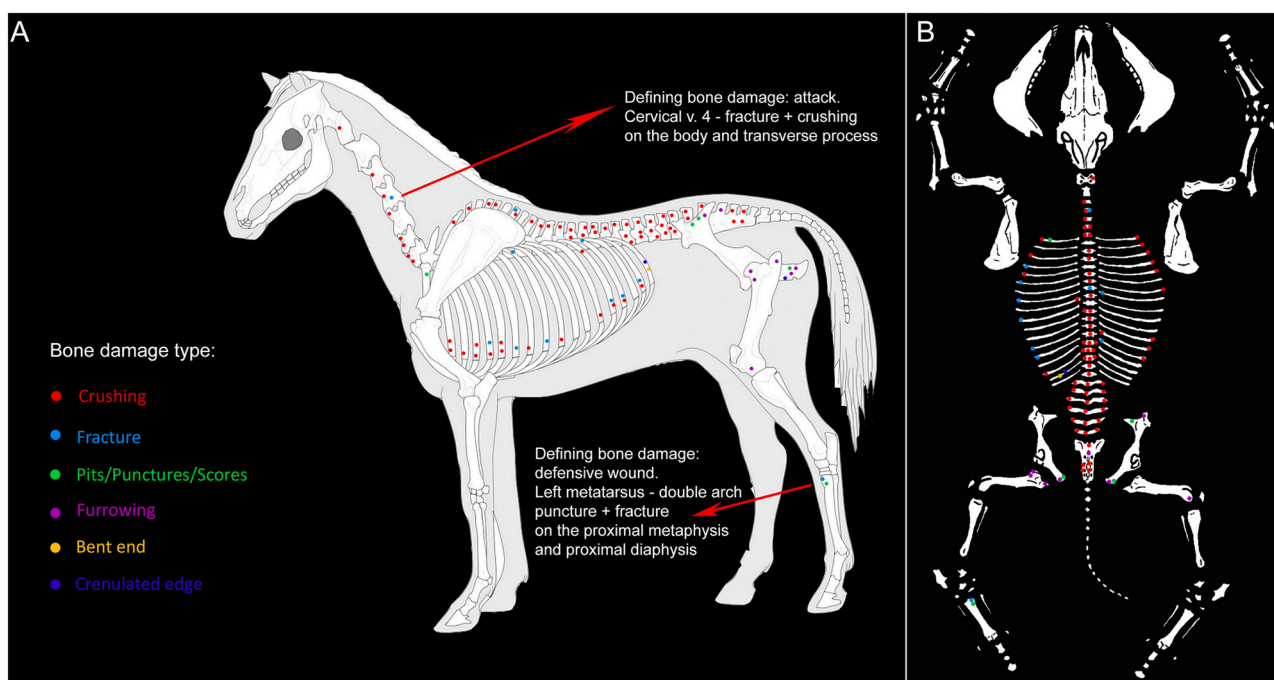 A
B
Defining bone damage: attack.
Cervical v. 4 - fracture + crushing
on the body and transverse process
Bone damage type:
Crushing
Fracture
Pits/Punctures/Scores
Furrowing
Bent end
Crenulated edge
Defining bone damage:
defensive wound.
Left metatarsus - double arch
puncture + fracture
on the proximal metaphysis
and proximal diaphysis